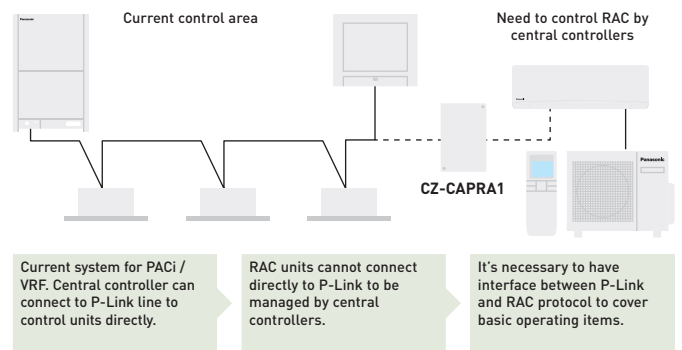 Panasonic
Current control area
Need to control RAC by
central controllers
CZ-CAPRA1
Panasonic
Current system for PACi /
VRF. Central controller can
connect to P-Link line to
control units directly.
RAC units cannot connect
directly to P-Link to be
managed by central
controllers.
It's necessary to have
interface between P-Link
and RAC protocol to cover
basic operating items.